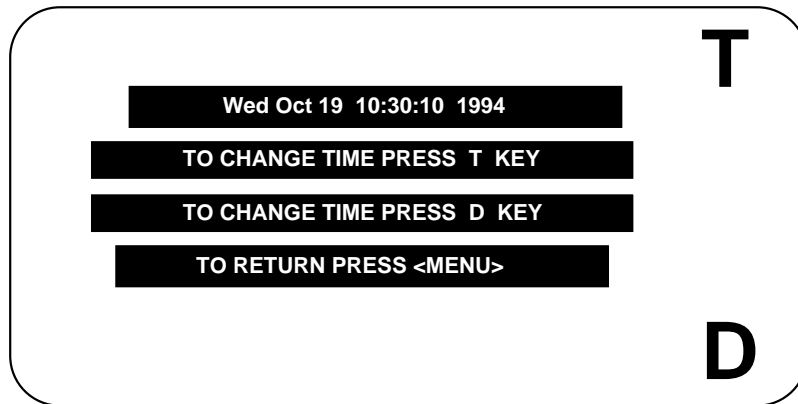 T
Wed Oct 19 10:30:10 1994
TO CHANGE TIME PRESS T KEY
TO CHANGE TIME PRESS D KEY
TO RETURN PRESS <MENU>
D